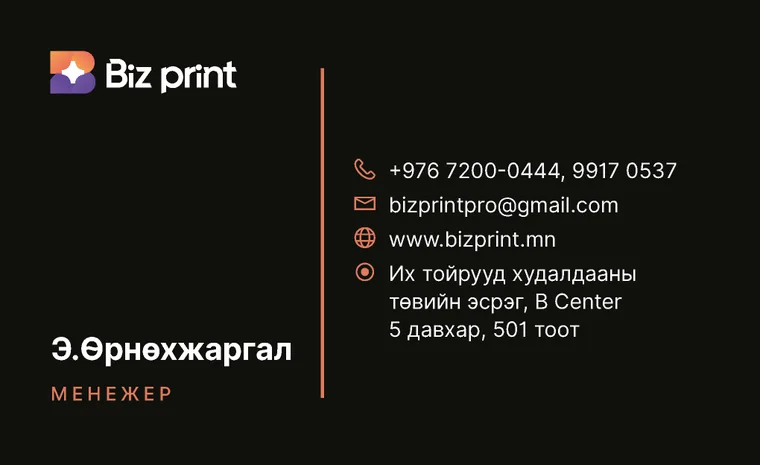 Biz print
Э.Өрнөхжаргал
МЕНЕЖЕР
+976 7200-0444, 9917 0537
bizprintpro@gmail.com
www.bizprint.mn
Их тойрууд худалдааны
төвийн эсрэг, B Center
5 давхар, 501 тоот